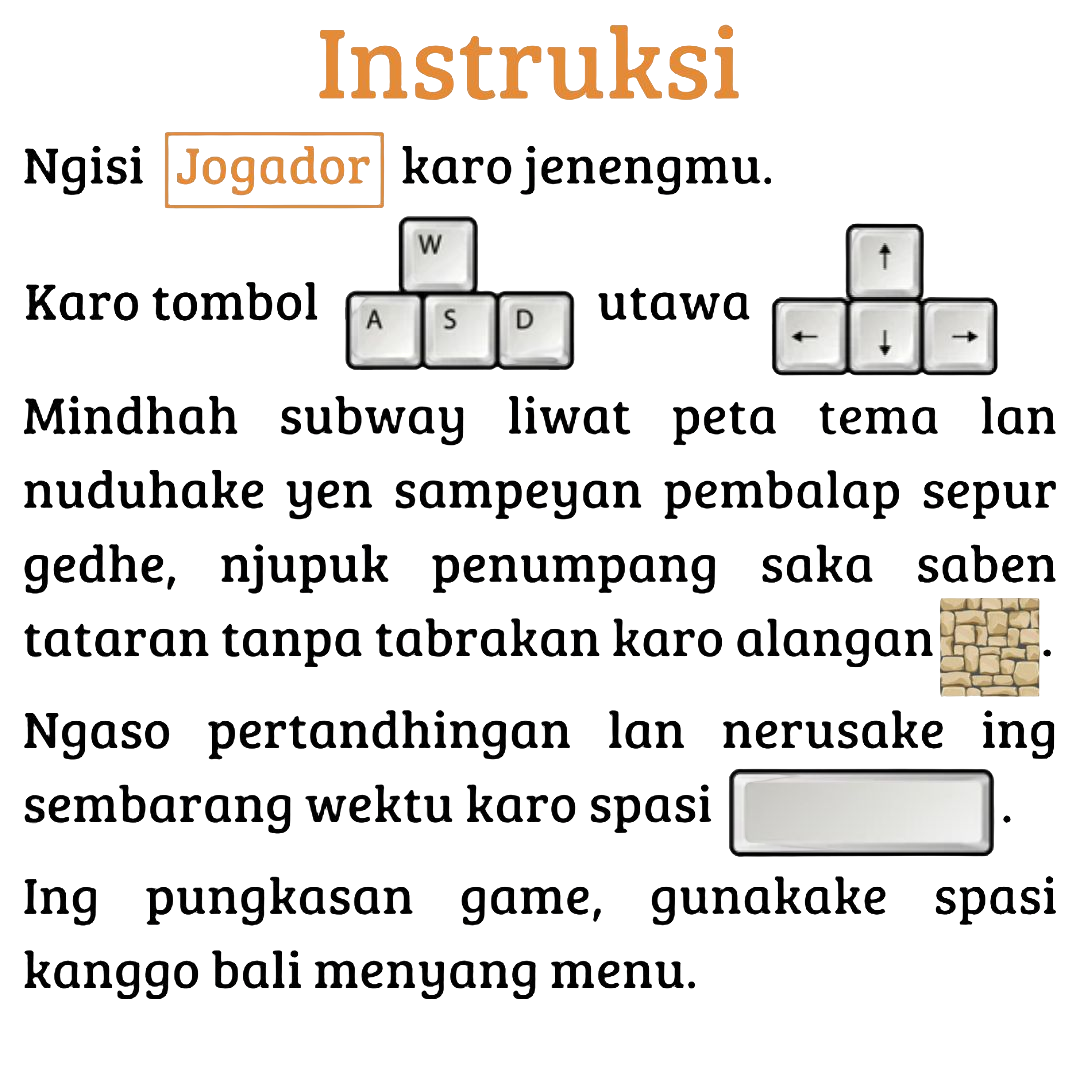 Instruksi
Ngisi Jogador karo jenengmu.
W
Karo tombol A S D utawa ↑ ← ↓ →
Mindhah subway liwat peta tema lan
nuduhake yen sampeyan pembalap sepur
gedhe, njupuk penumpang saka saben
tataran tanpa tabrakan karo alangan .
Ngaso pertandhingan lan nerusake ing
sembarang wektu karo spasi .
Ing pungkasan game, gunakake spasi
kanggo bali menyang menu.